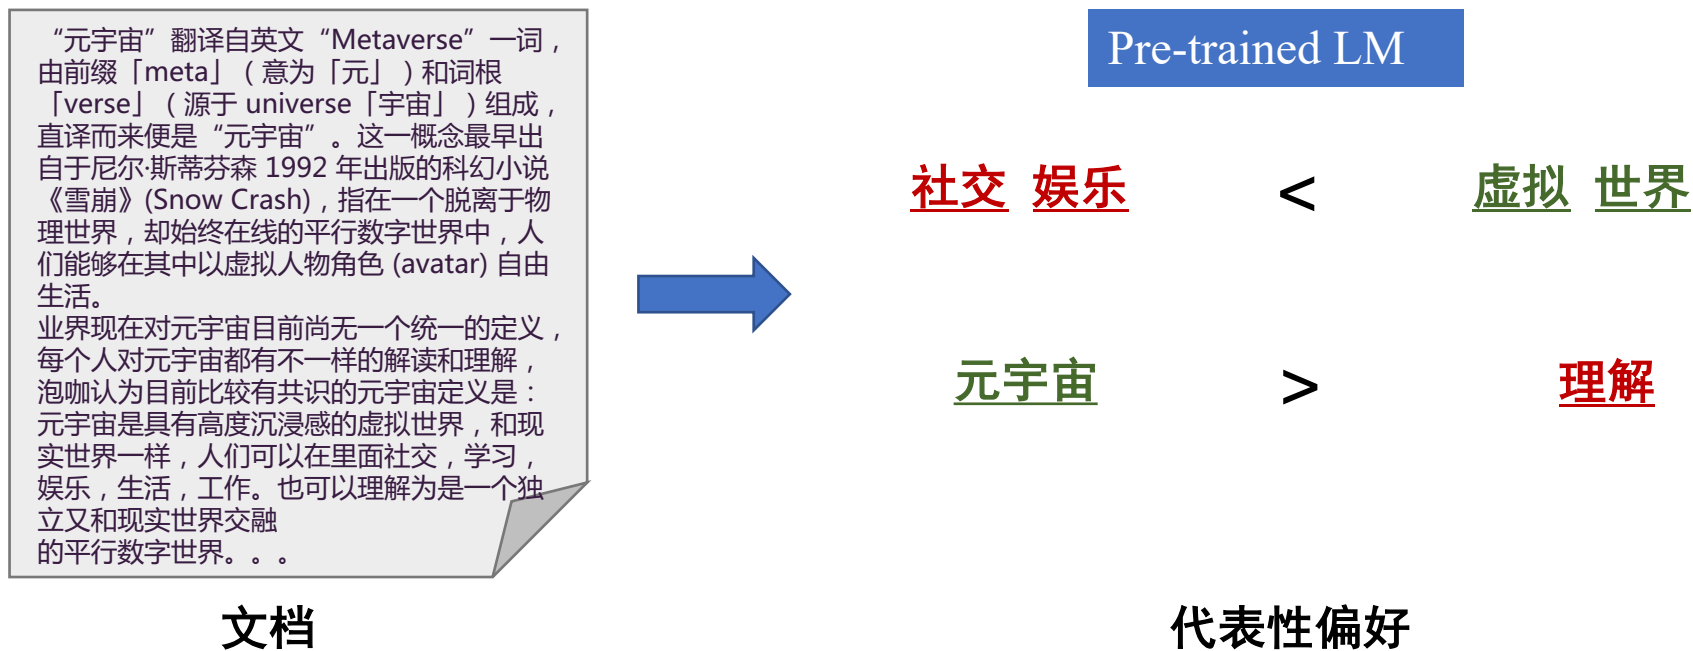 “元宇宙”翻译自英文“Metaverse”一词，
由前缀「meta」（意为「元」）和词根
「verse」（源于 universe「宇宙」）组成，
直译而来便是“元宇宙”。这一概念最早出
自于尼尔·斯蒂芬森 1992 年出版的科幻小说
《雪崩》(Snow Crash)，指在一个脱离于物
理世界，却始终在线的平行数字世界中，人
们能够在其中以虚拟人物角色 (avatar) 自由
生活。
业界现在对元宇宙目前尚无一个统一的定义，
每个人对元宇宙都有不一样的解读和理解，
泡咖认为目前比较有共识的元宇宙定义是：
元宇宙是具有高度沉浸感的虚拟世界，和现
实世界一样，人们可以在里面社交，学习，
娱乐，生活，工作。也可以理解为是一个独
立又和现实世界交融
的平行数字世界。。。
文档
Pre-trained LM
社交 娱乐 < 虚拟 世界
元宇宙 > 理解
代表性偏好